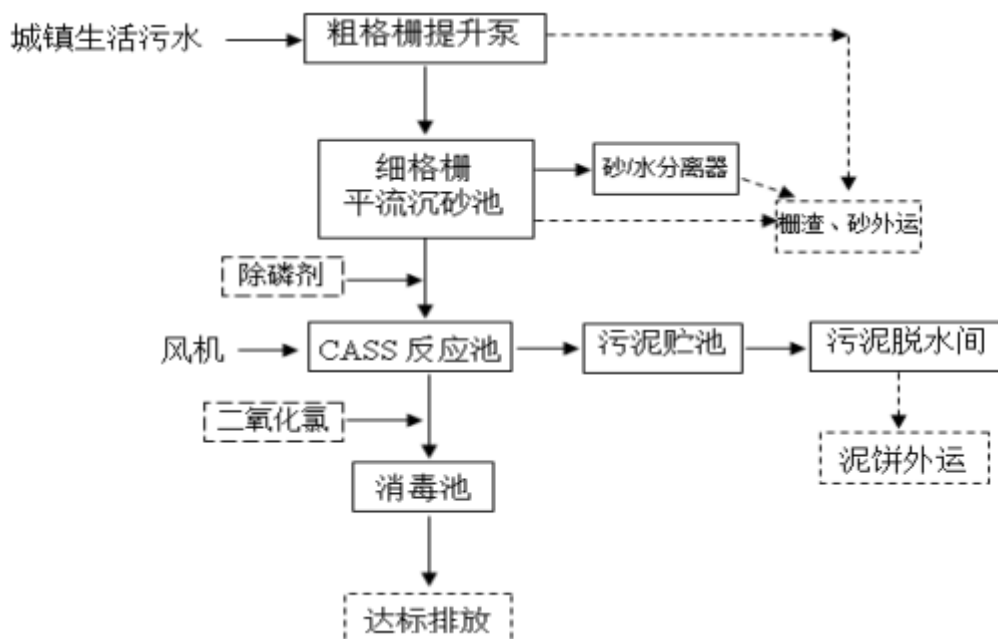 城镇生活污水
粗格栅提升泵
细格栅
平流沉砂池
砂/水分离器
栅渣、砂外运
除磷剂
风机
CASS 反应池
污泥贮池
污泥脱水间
二氧化氯
泥饼外运
消毒池
达标排放